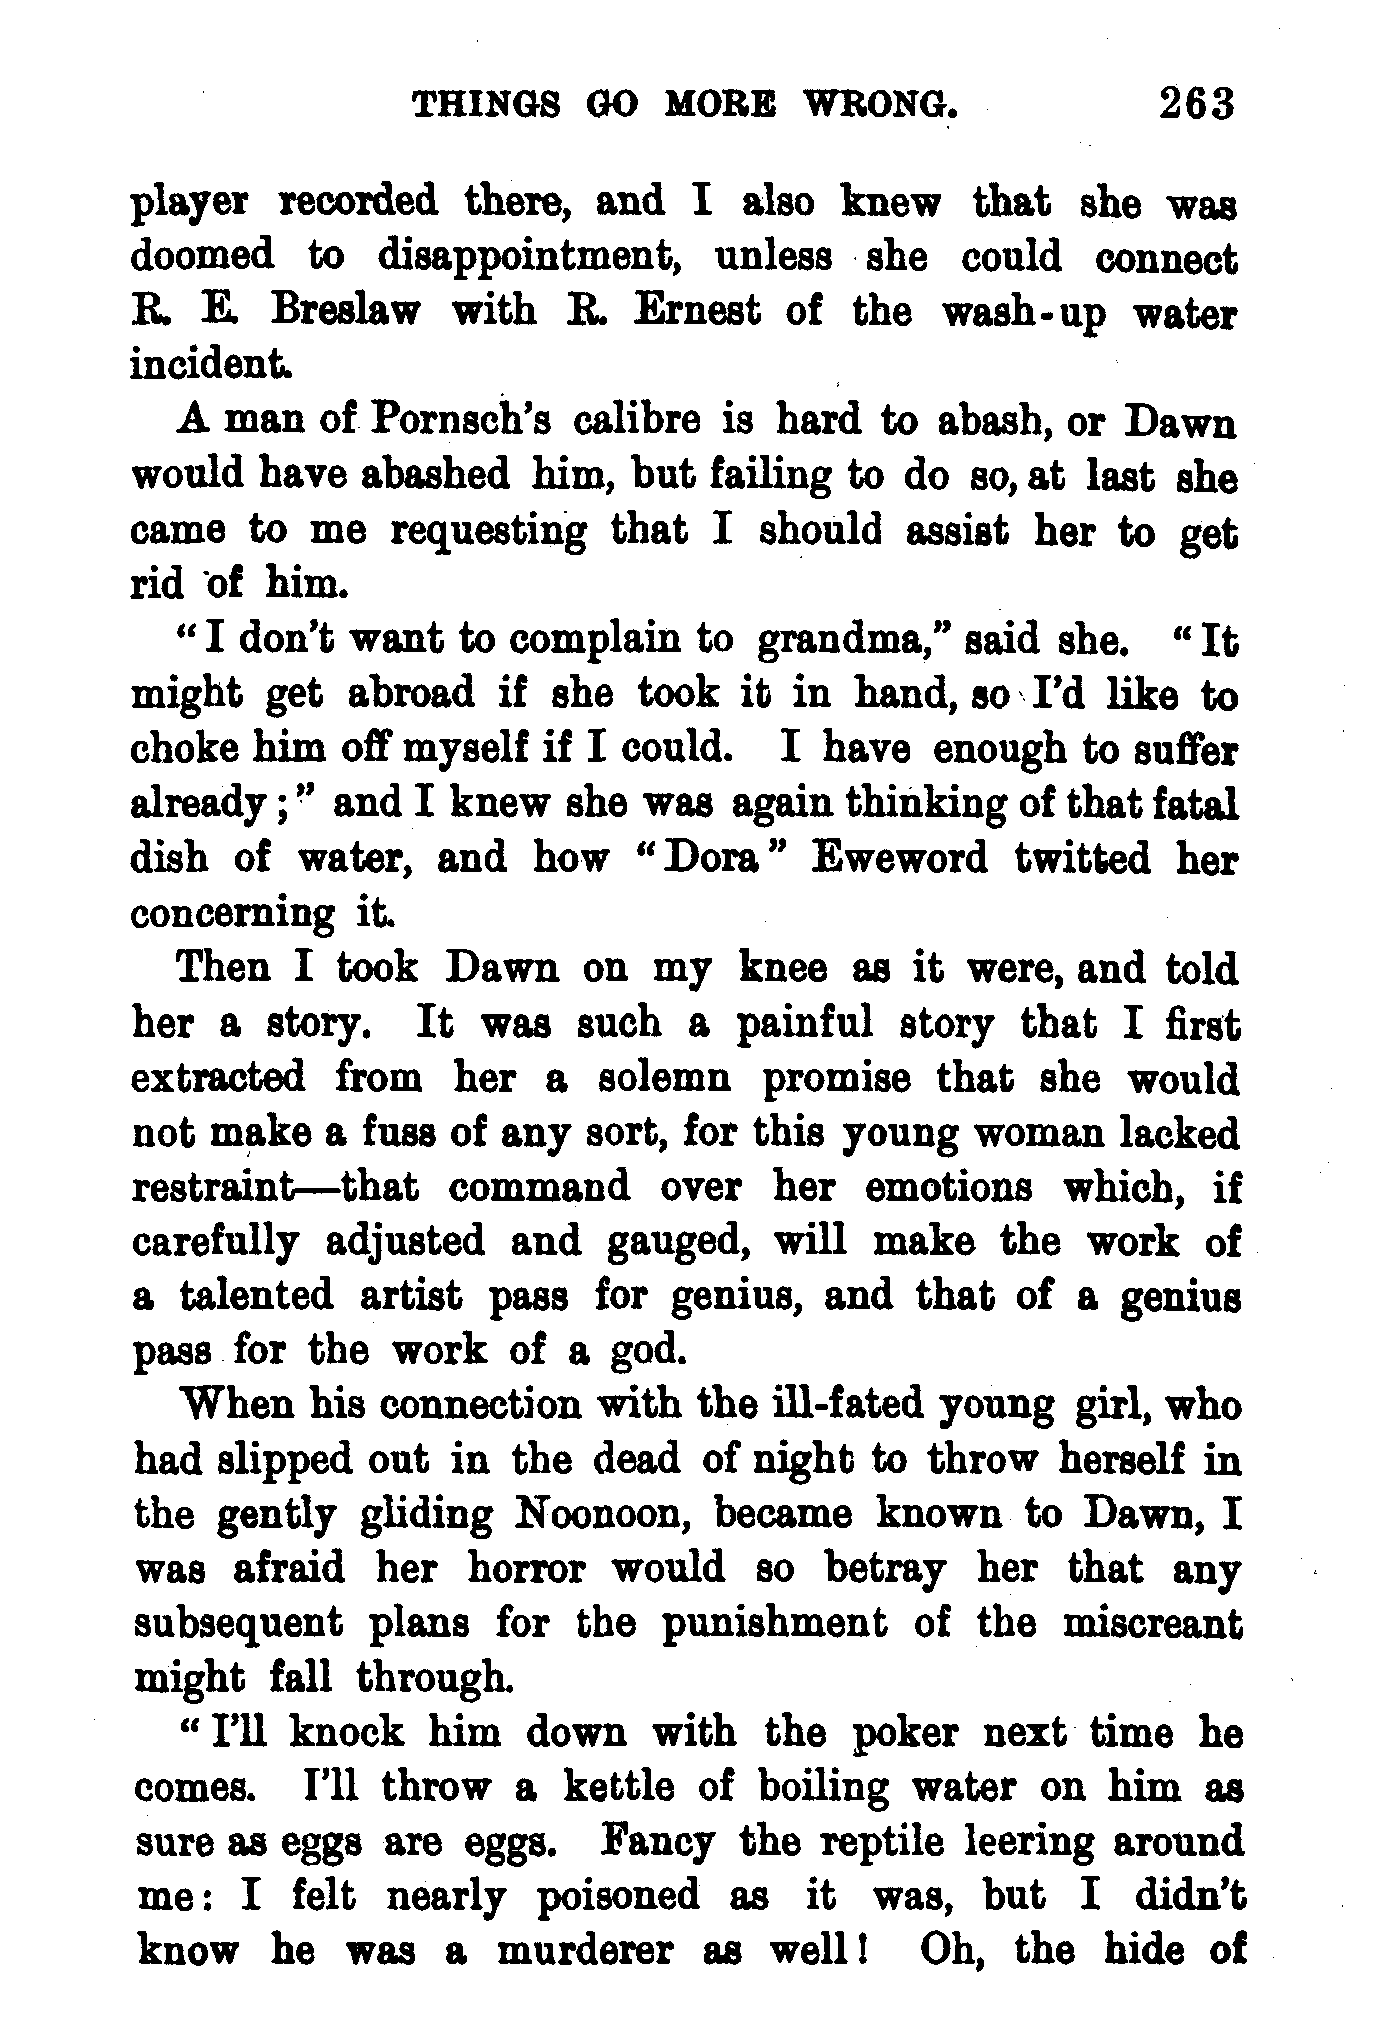 THINGS GO MORE WRONG. 263
player recorded there, and I also knew that she was
doomed to disappointment, unless she could connect
R. E. Breslaw with R. Ernest of the wash-up water
incident.
A man of Pornsch's calibre is hard to abash, or Dawn
would have abashed him, but failing to do so, at last she
came to me requesting that I should assist her to get
rid of him.
"I don't want to complain to grandma," said she. "It
might get abroad if she took it in hand, so I'd like to
choke him off myself if I could. I have enough to suffer
already;" and I knew she was again thinking of that fatal
dish of water, and how "Dora" Eweword twitted her
concerning it.
Then I took Dawn on my knee as it were, and told
her a story. It was such a painful story that I first
extracted from her a solemn promise that she would
not make a fuss of any sort, for this young woman lacked
restraint—that command over her emotions which, if
carefully adjusted and gauged, will make the work of
a talented artist pass for genius, and that of a genius
pass for the work of a god.
When his connection with the ill-fated young girl, who
had slipped out in the dead of night to throw herself in
the gently gliding Noonoon, became known to Dawn, I
was afraid her horror would so betray her that any
subsequent plans for the punishment of the miscreant
might fall through.
"I'll knock him down with the poker next time he
comes. I'll throw a kettle of boiling water on him as
sure as eggs are eggs. Fancy the reptile leering around
me: I felt nearly poisoned as it was, but I didn't
know he was a murderer as well! Oh, the hide of